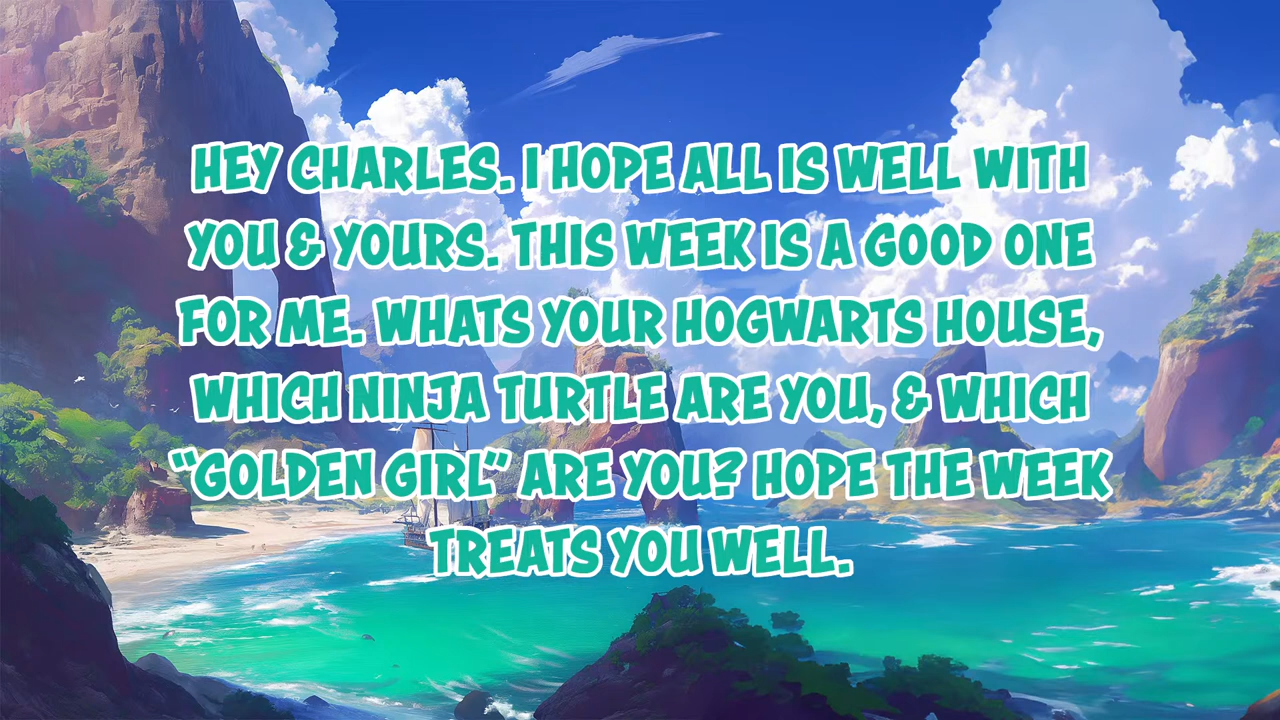 HEY CHARLES. I HOPE ALL IS WELL WITH
YOU & YOURS. THIS WEEK IS A GOOD ONE
FOR ME. WHATS YOUR HOGWARTS HOUSE,
WHICH NINJA TURTLE ARE YOU, & WHICH
“GOLDEN GIRL” ARE YOU? HOPE THE WEEK
TREATS YOU WELL.